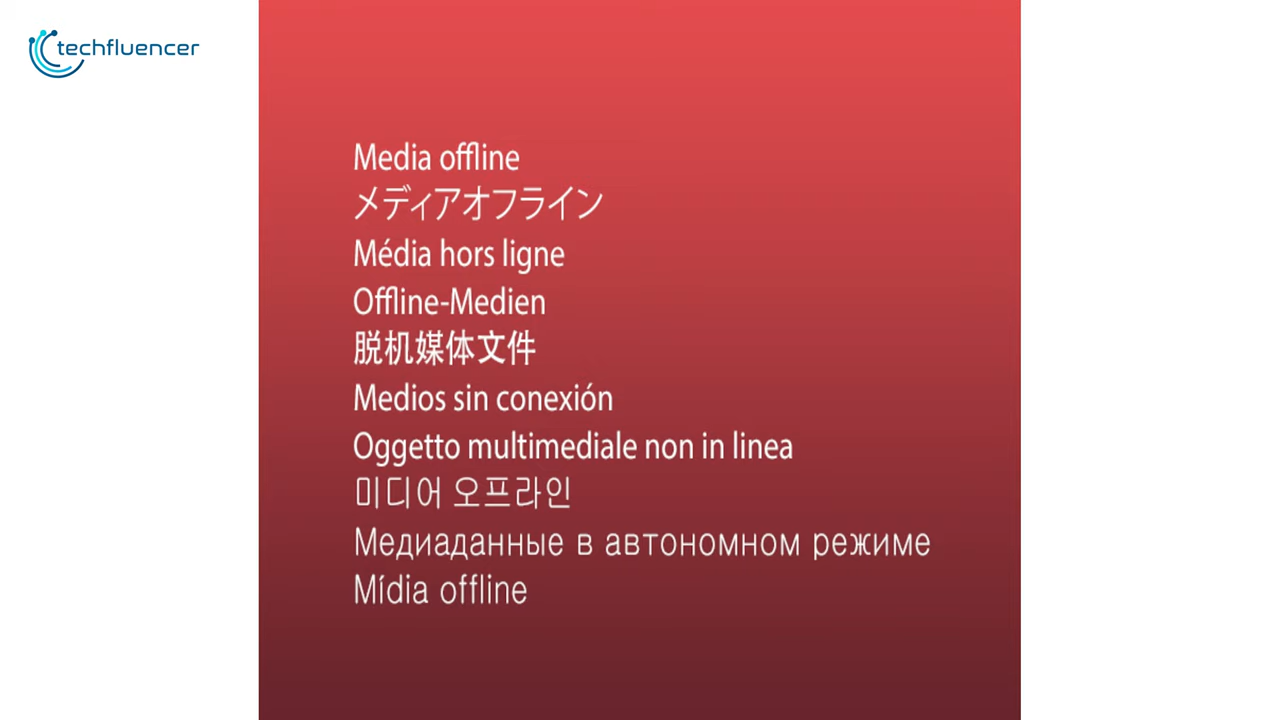 techfluencer
Media offline
メディアオフライン
Média hors ligne
Offline-Medien
脱机媒体文件
Medios sin conexión
Oggetto multimediale non in linea
미디어 오프라인
Медиаданные в автономном режиме
Mídia offline